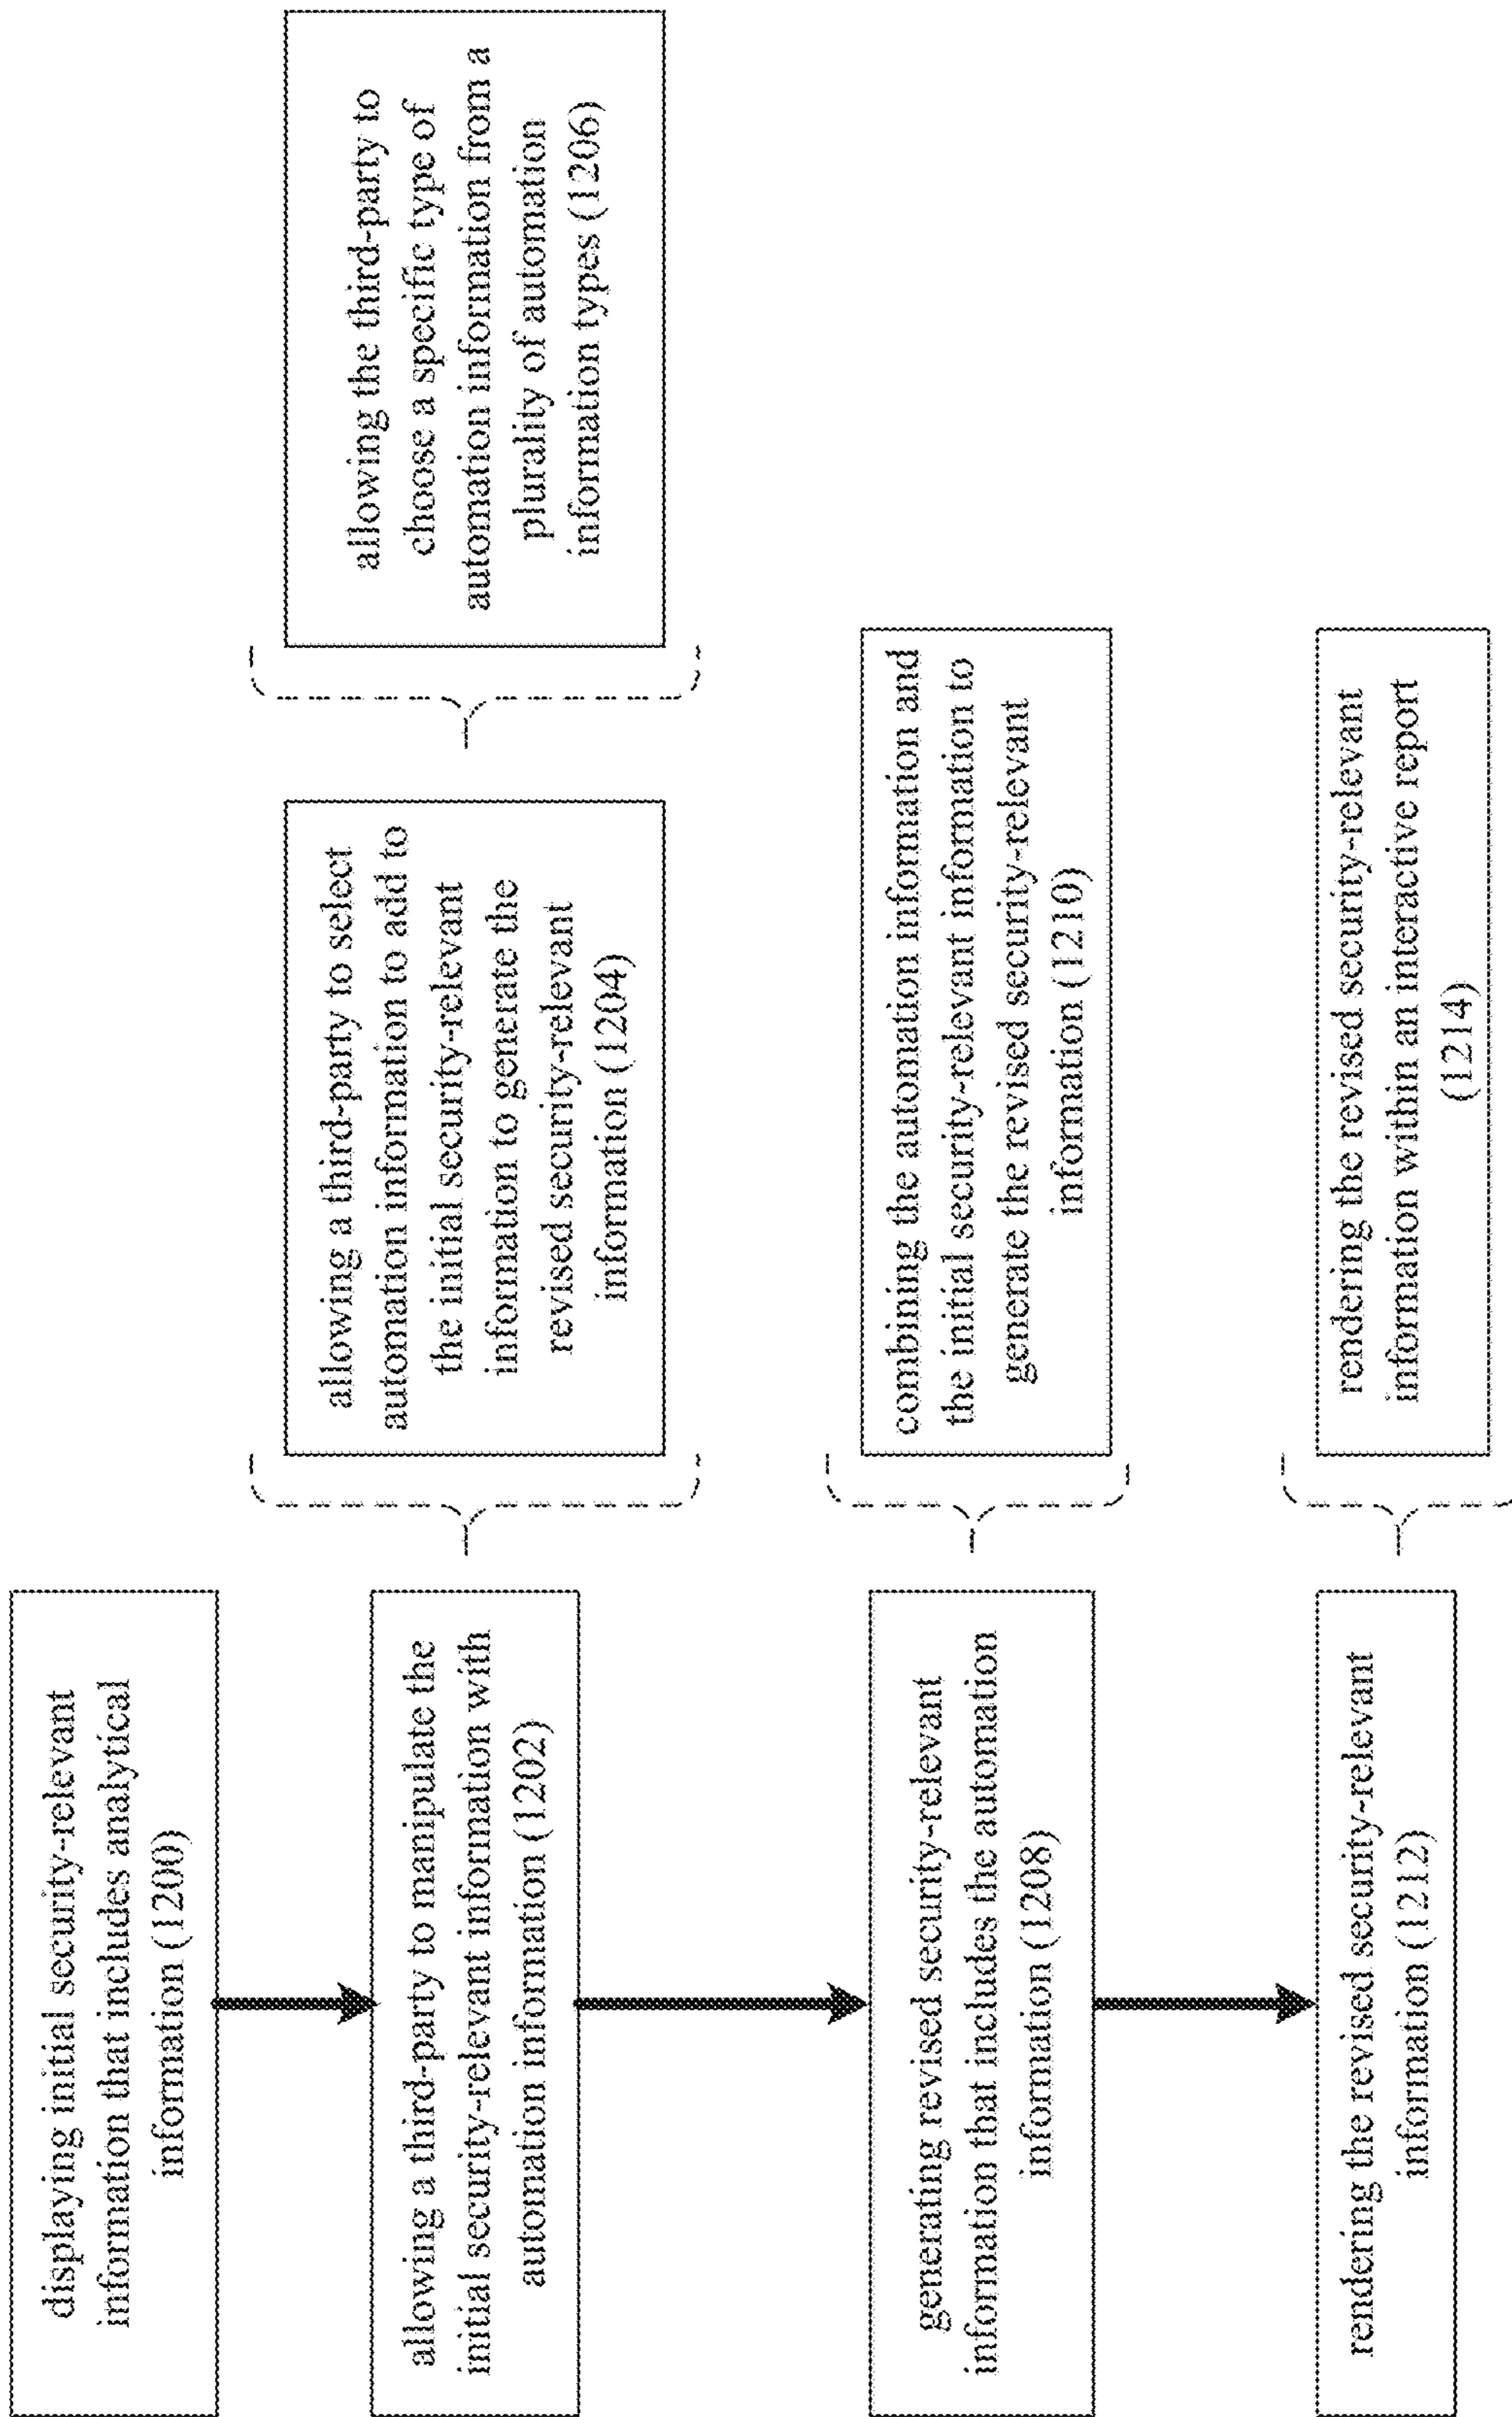 displaying initial security-relevant
information that includes analytical
information (1200)
allowing a third-party to manipulate the
initial security-relevant information with
automation information (1202)
allowing a third-party to select
automation information to add to
the initial security-relevant
information to generate the
revised security-relevant
information (1204)
allowing the third-party to
choose a specific type of
automation information from a
plurality of automation
information types (1206)
generating revised security-relevant
information that includes the automation
information (1208)
combining the automation information and
the initial security-relevant information to
generate the revised security-relevant
information (1210)
rendering the revised security-relevant
information (1212)
rendering the revised security-relevant
information within an interactive report
(1214)